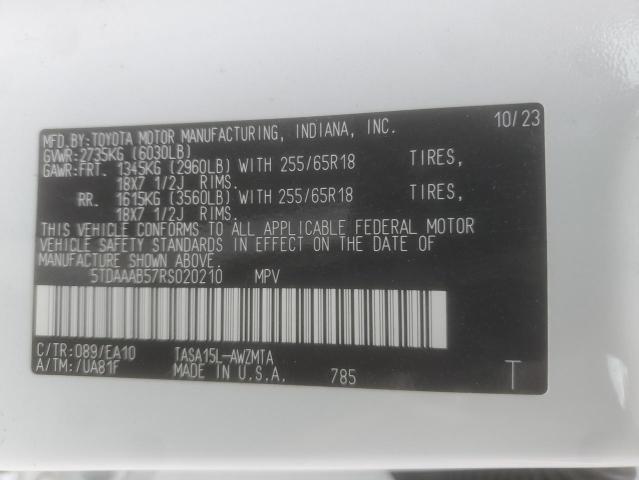 MFD.BY:TOYOTA MOTOR MANUFACTURING, INDIANA, INC. 10/23
GVWR:2735KG (6030LB)
GAWR:FRT. 1345KG (2960LB) WITH 255/65R18 TIRES,
18X7 1/2J RIMS.
RR. 1615KG (3560LB) WITH 255/65R18 TIRES,
18X7 1/2J RIMS.
THIS VEHICLE CONFORMS TO ALL APPLICABLE FEDERAL MOTOR
VEHICLE SAFETY STANDARDS IN EFFECT ON THE DATE OF
MANUFACTURE SHOWN ABOVE.
5TDAAAB57RS020210 MPV
C/TR:089/EA10 TASA15L-AWZMTA
A/TM:/UA81F MADE IN U.S.A. 785 T